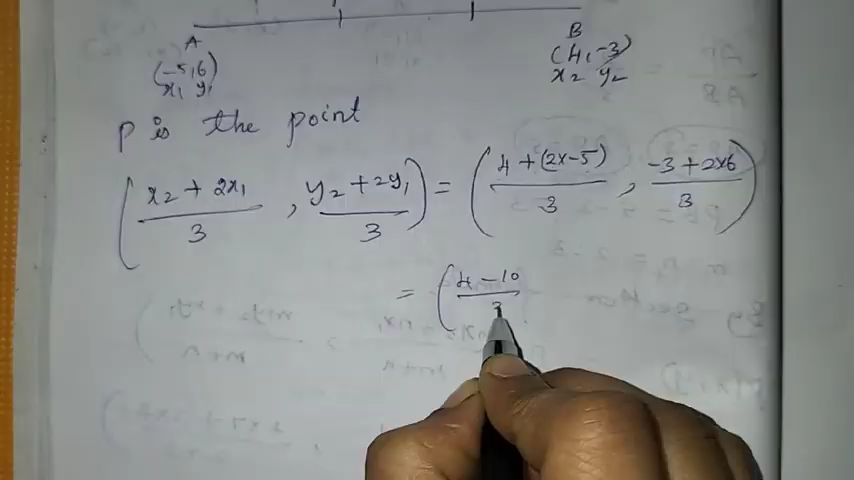 A B
(-5,6) (4,-3)
x₁ y₁ x₂ y₂
P is the point
(x₂ + 2x₁/3 , y₂ + 2y₁/3) = (4 + (2x-5)/3 , -3 + 2x6/3)
= (4 - 10/3